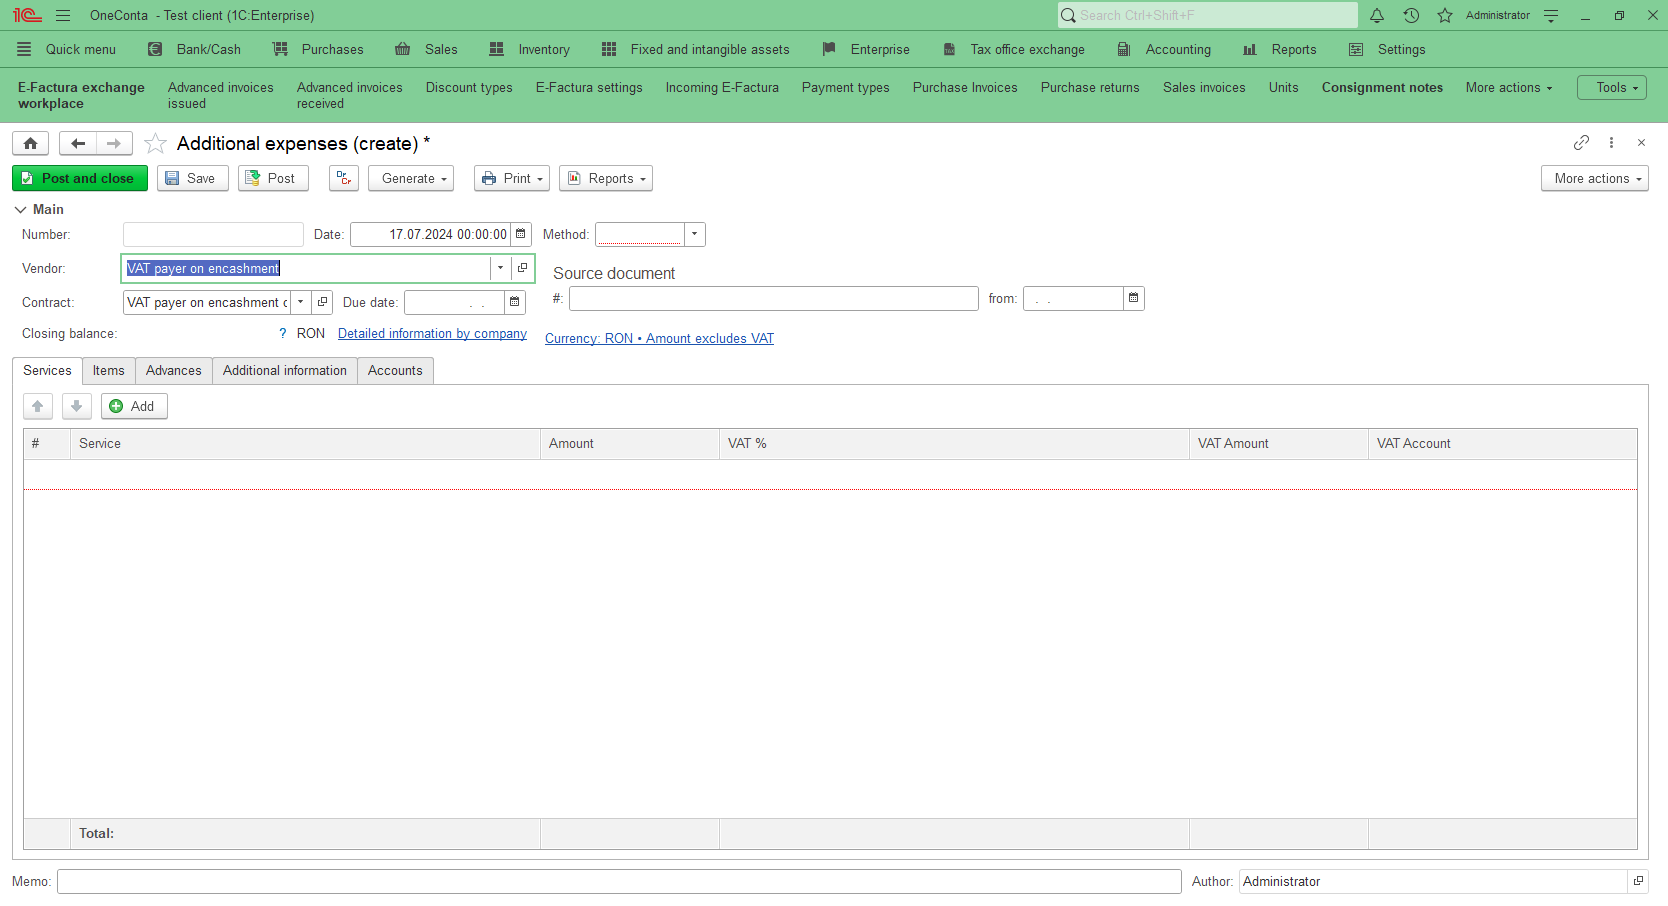 OneConta - Test client (1C:Enterprise)
Search Ctrl+Shift+F
Administrator
Quick menu
Bank/Cash
Purchases
Sales
Inventory
Fixed and intangible assets
Enterprise
Tax office exchange
Accounting
Reports
Settings
E-Factura exchange
workplace
Advanced invoices
issued
Advanced invoices
received
Discount types
E-Factura settings
Incoming E-Factura
Payment types
Purchase Invoices
Purchase returns
Sales invoices
Units
Consignment notes
More actions
Tools
Additional expenses (create) *
Post and close
Save
Post
Dr
Cr
Generate
Print
Reports
More actions
Main
Number:
Date: 17.07.2024 00:00:00
Method:
Vendor: VAT payer on encashment
Source document
Contract: VAT payer on encashment c
Due date: . .
#:
from: . .
Closing balance: ? RON Detailed information by company
Currency: RON • Amount excludes VAT
Services
Items
Advances
Additional information
Accounts
Add
# Service Amount VAT % VAT Amount VAT Account
Total:
Memo:
Author: Administrator